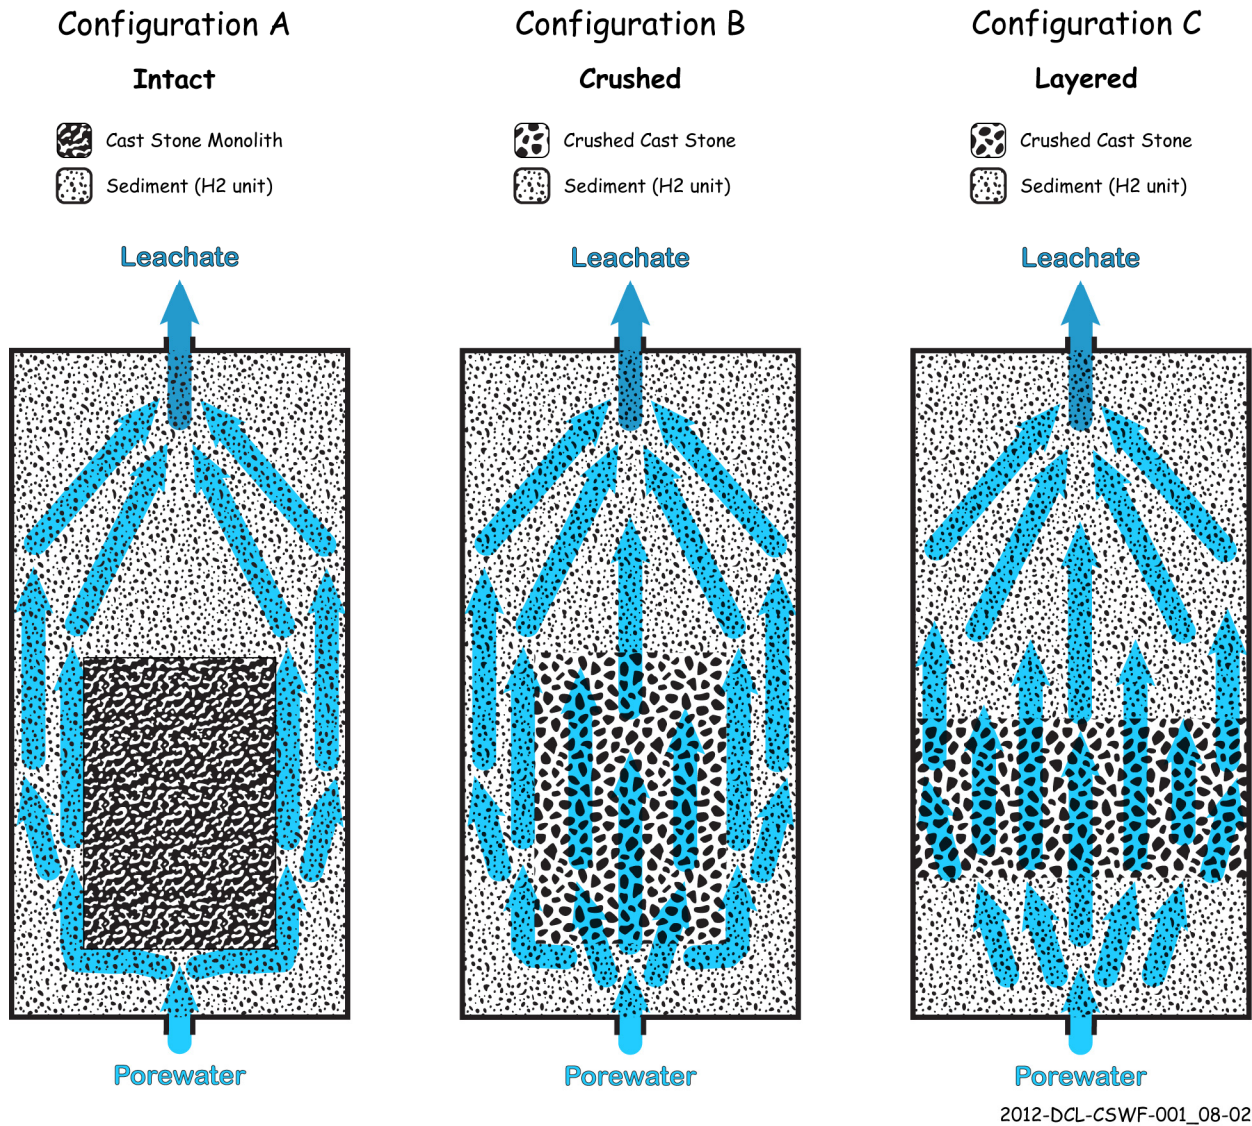 Configuration A
Intact
Cast Stone Monolith
Sediment (H2 unit)
Leachate
Porewater
Configuration B
Crushed
Crushed Cast Stone
Sediment (H2 unit)
Leachate
Porewater
Configuration C
Layered
Crushed Cast Stone
Sediment (H2 unit)
Leachate
Porewater
2012-DCL-CSWF-001_08-02